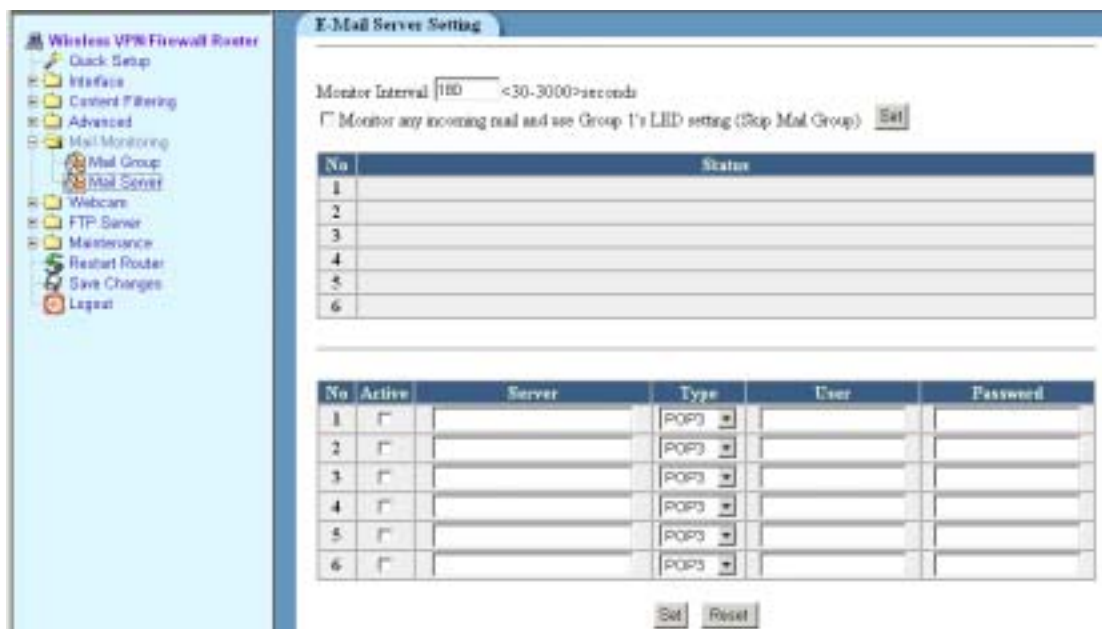 Wireless VPN Firewall Router
Quick Setup
Interface
Content Filtering
Advanced
Mail Monitoring
Mail Group
Mail Server
Webcam
FTP Server
Maintenance
Restart Router
Save Changes
Logout
E-Mail Server Setting
Monitor Interval 180 <30-3000>seconds
Monitor any incoming mail and use Group 1's LED setting (Skip Mail Group) Set
No Status
1
2
3
4
5
6
No Active Server Type User Password
1 POP3
2 POP3
3 POP3
4 POP3
5 POP3
6 POP3
Set Reset